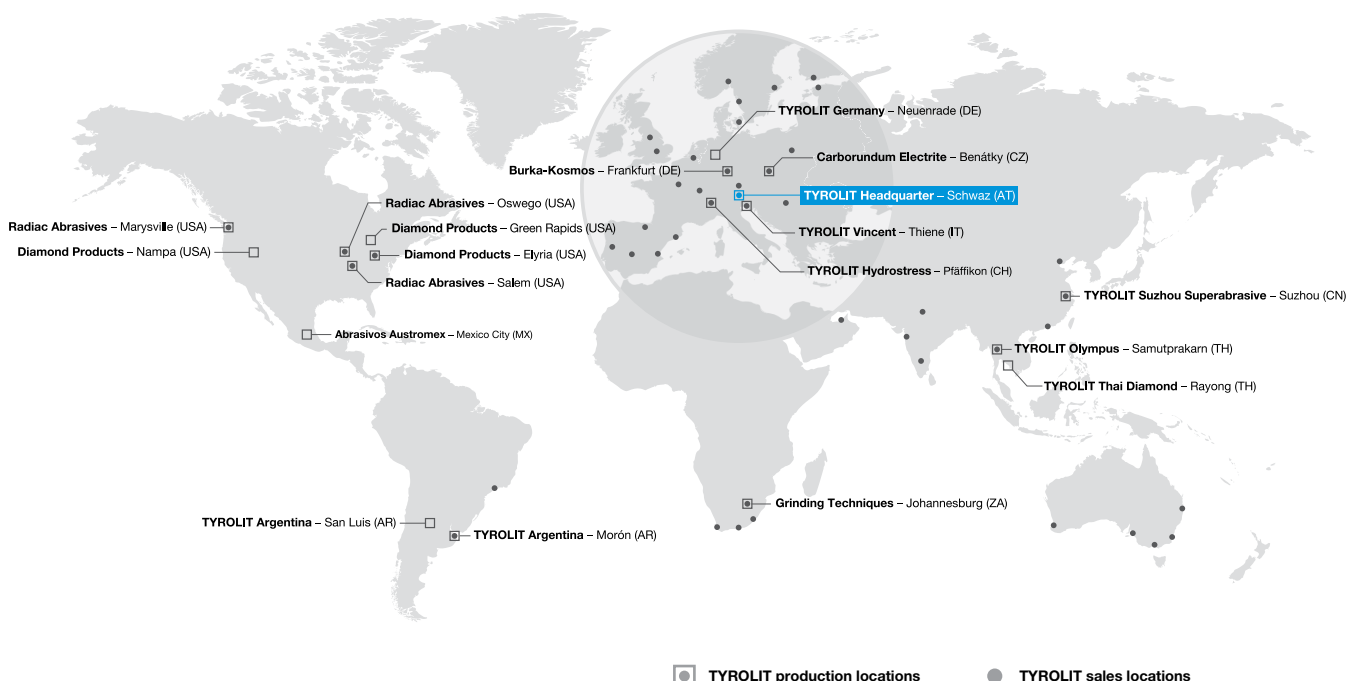 TYROLIT Germany – Neuenrade (DE)
Carborundum Electrite – Benátky (CZ)
Burka-Kosmos – Frankfurt (DE)
TYROLIT Headquarter – Schwaz (AT)
Radiac Abrasives – Oswego (USA)
Radiac Abrasives – Marysville (USA)
Diamond Products – Green Rapids (USA)
TYROLIT Vincent – Thiene (IT)
Diamond Products – Nampa (USA)
Diamond Products – Elyria (USA)
TYROLIT Hydrostress – Pfäffikon (CH)
Radiac Abrasives – Salem (USA)
TYROLIT Suzhou Superabrasive – Suzhou (CN)
Abrasivos Austromex – Mexico City (MX)
TYROLIT Olympus – Samutprakarn (TH)
TYROLIT Thai Diamond – Rayong (TH)
Grinding Techniques – Johannesburg (ZA)
TYROLIT Argentina – San Luis (AR)
TYROLIT Argentina – Morón (AR)
TYROLIT production locations
TYROLIT sales locations